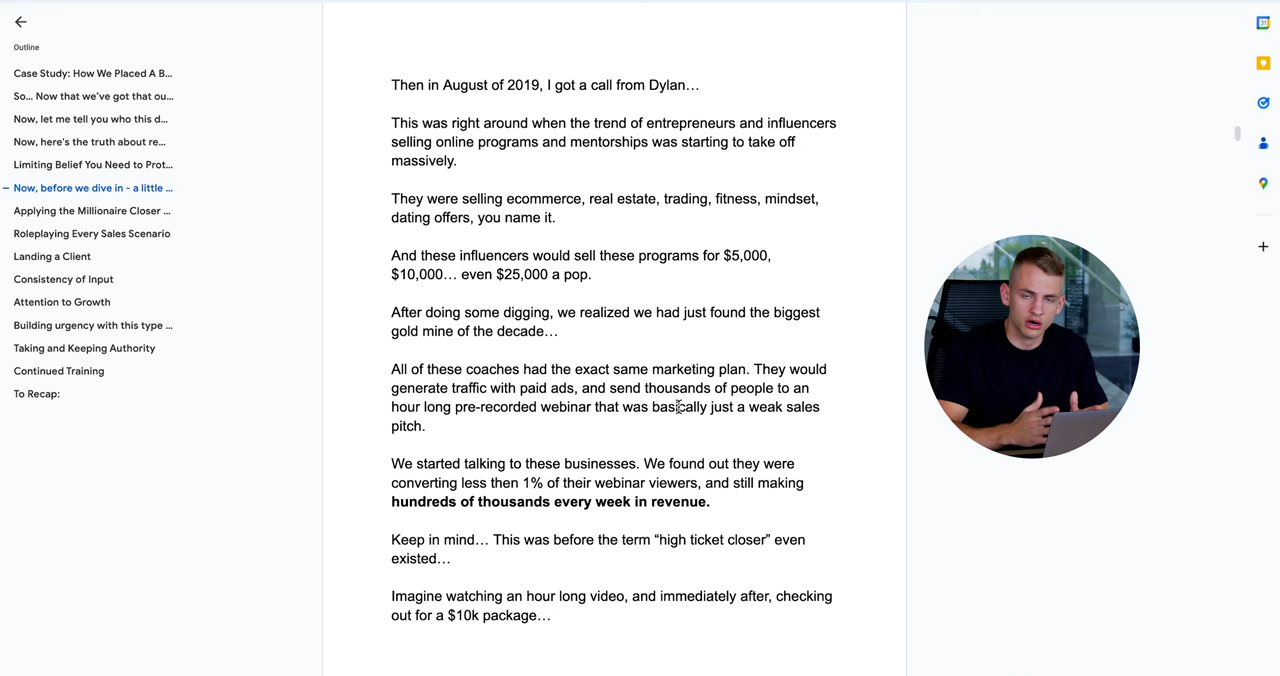 Outline
Case Study: How We Placed A B...
So... Now that we've got that ou...
Now, let me tell you who this d...
Now, here's the truth about re...
Limiting Belief You Need to Prot...
Now, before we dive in - a little ...
Applying the Millionaire Closer ...
Roleplaying Every Sales Scenario
Landing a Client
Consistency of Input
Attention to Growth
Building urgency with this type ...
Taking and Keeping Authority
Continued Training
To Recap:
Then in August of 2019, I got a call from Dylan…
This was right around when the trend of entrepreneurs and influencers
selling online programs and mentorships was starting to take off
massively.
They were selling ecommerce, real estate, trading, fitness, mindset,
dating offers, you name it.
And these influencers would sell these programs for $5,000,
$10,000… even $25,000 a pop.
After doing some digging, we realized we had just found the biggest
gold mine of the decade…
All of these coaches had the exact same marketing plan. They would
generate traffic with paid ads, and send thousands of people to an
hour long pre-recorded webinar that was basically just a weak sales
pitch.
We started talking to these businesses. We found out they were
converting less then 1% of their webinar viewers, and still making
hundreds of thousands every week in revenue.
Keep in mind… This was before the term “high ticket closer” even
existed…
Imagine watching an hour long video, and immediately after, checking
out for a $10k package…
31